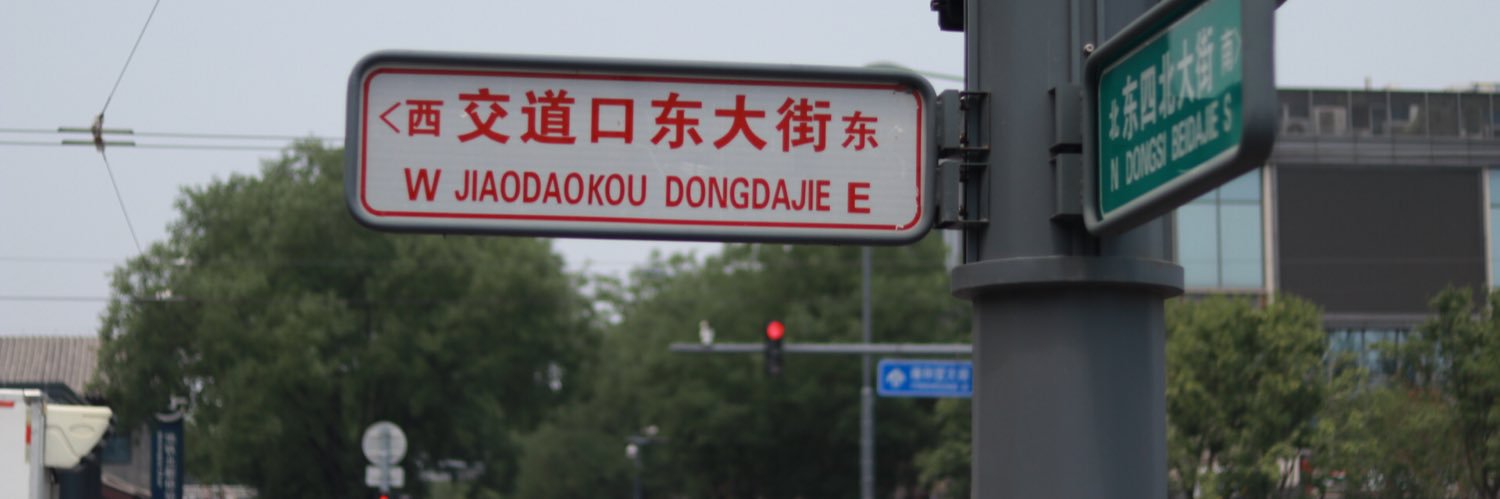 <西 交道口东大街 东
W JIAODAOKOU DONGDAJIE E
北 东四北大街 南>
N DONGSI BEIDAJIE S